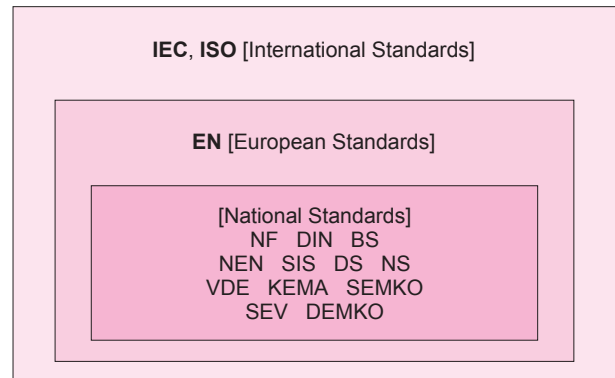 IEC, ISO [International Standards]
EN [European Standards]
[National Standards]
NF DIN BS
NEN SIS DS NS
VDE KEMA SEMKO
SEV DEMKO